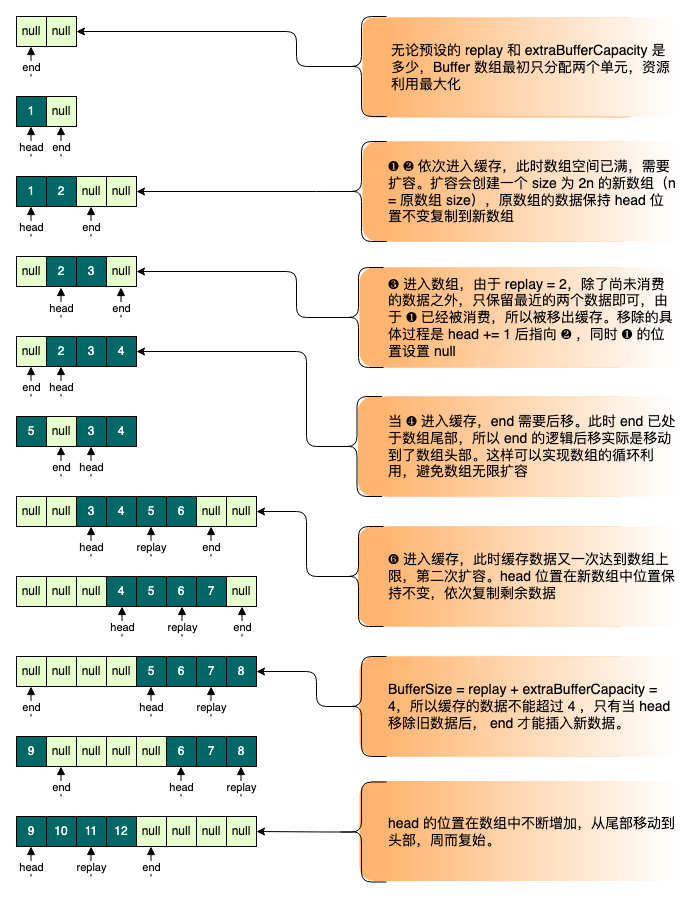 null null
end
无论预设的 replay 和 extraBufferCapacity 是
多少，Buffer 数组最初只分配两个单元，资源
利用最大化
1 null
head end
1 2 null null
head end
❶ ❷ 依次进入缓存，此时数组空间已满，需要
扩容。扩容会创建一个 size 为 2n 的新数组（n
= 原数组 size），原数组的数据保持 head 位
置不变复制到新数组
null 2 3 null
head end
❸ 进入数组，由于 replay = 2，除了尚未消费
的数据之外，只保留最近的两个数据即可，由
于 ❶ 已经被消费，所以被移出缓存。移除的具
体过程是 head += 1 后指向 ❷ ，同时 ❶ 的位
置设置 null
null 2 3 4
end head
当 ❹ 进入缓存，end 需要后移。此时 end 已处
于数组尾部，所以 end 的逻辑后移实际是移动
到了数组头部。这样可以实现数组的循环利
用，避免数组无限扩容
5 null 3 4
end head
null null 3 4 5 6 null null
head replay end
❻ 进入缓存，此时缓存数据又一次达到数组上
限，第二次扩容。head 位置在新数组中位置保
持不变，依次复制剩余数据
null null null 4 5 6 7 null
head replay end
null null null null 5 6 7 8
end head replay
BufferSize = replay + extraBufferCapacity =
4，所以缓存的数据不能超过 4 ，只有当 head
移除旧数据后， end 才能插入新数据。
9 null null null null 6 7 8
end head replay
9 10 11 12 null null null null
head replay end
head 的位置在数组中不断增加，从尾部移动到
头部，周而复始。